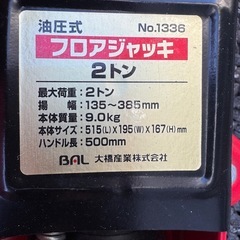 油圧式 No.1336
フロアジャッキ
2トン
最大荷重:2トン
揚幅:135～385mm
本体質量:9.0kg
本体サイズ:515(L)×195(W)×167(H)mm
ハンドル長:500mm
BAL 大橋産業株式会社